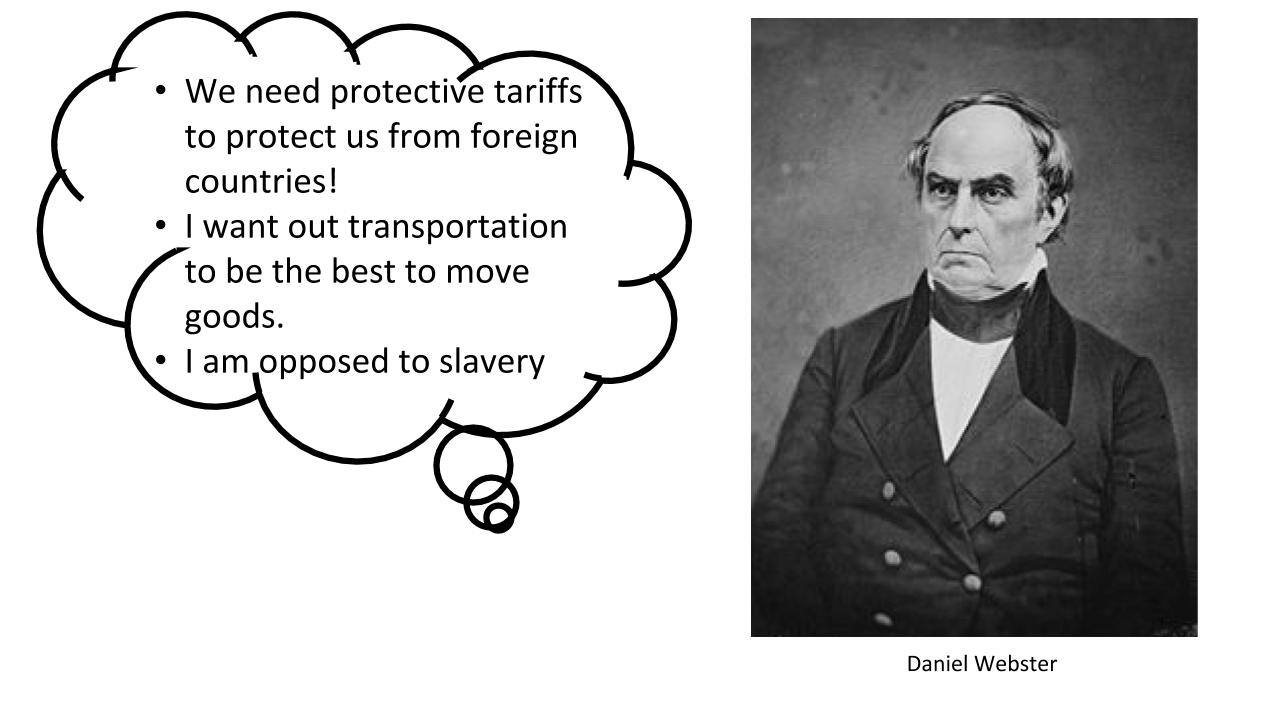 • We need protective tariffs
to protect us from foreign
countries!
• I want out transportation
to be the best to move
goods.
• I am opposed to slavery
Daniel Webster